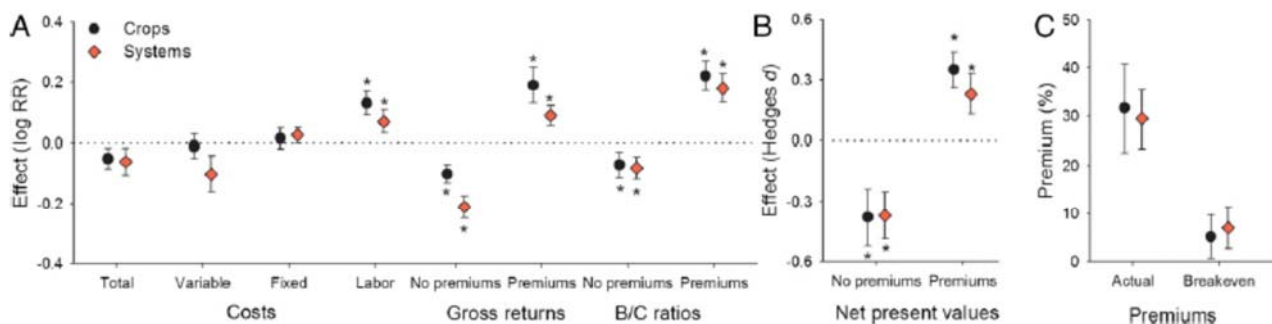 A
0.4
0.2
0.0
-0.2
-0.4
Effect (log RR)
Crops
Systems
*
*
*
*
*
*
*
*
*
*
Total Variable Fixed Labor No premiums Premiums No premiums Premiums
Costs Gross returns B/C ratios
B
0.6
0.3
0.0
-0.3
-0.6
Effect (Hedges d)
*
*
*
*
No premiums Premiums
Net present values
C
50
40
30
20
10
0
Premium (%)
Actual Breakeven
Premiums